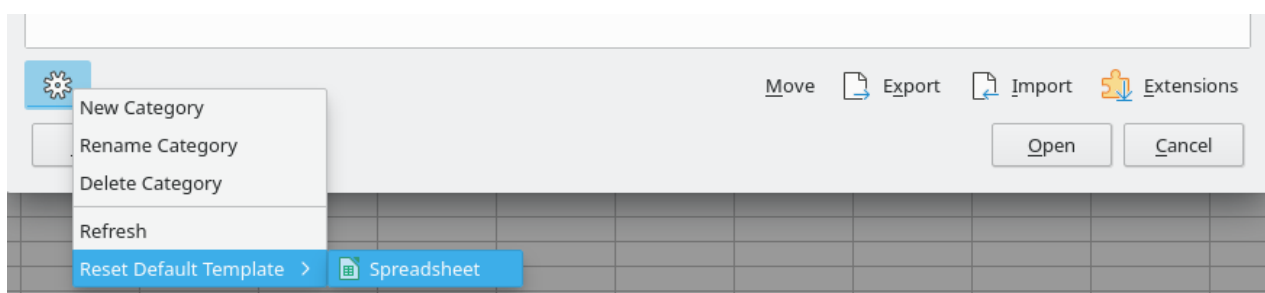 Move Export Import Extensions
New Category
Rename Category
Delete Category
Open Cancel
Refresh
Reset Default Template
Spreadsheet